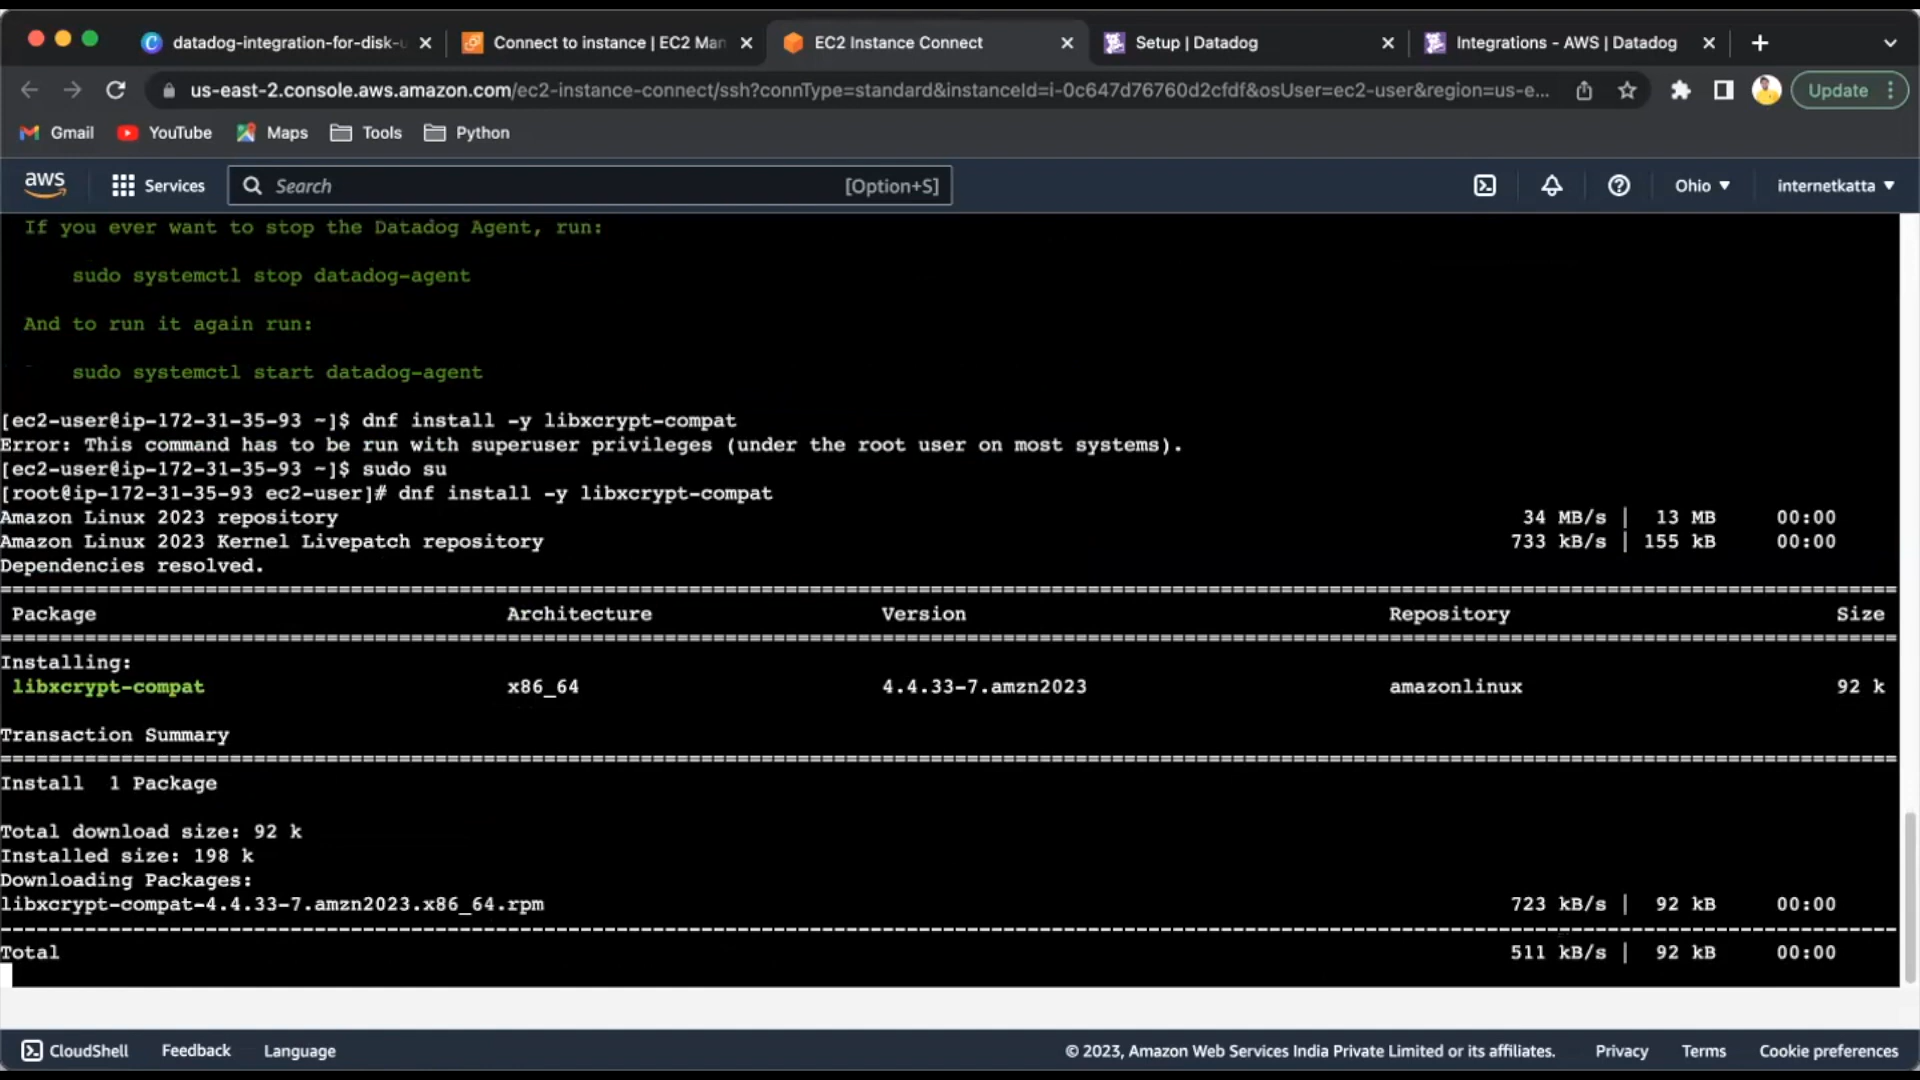 datadog-integration-for-disk-u
Connect to instance | EC2 Man
EC2 Instance Connect
Setup | Datadog
Integrations - AWS | Datadog
us-east-2.console.aws.amazon.com/ec2-instance-connect/ssh?connType=standard&instanceId=i-0c647d76760d2cfdf&osUser=ec2-user&region=us-e...
Update
Gmail
YouTube
Maps
Tools
Python
aws
Services
Search
[Option+S]
Ohio
internetkatta
If you ever want to stop the Datadog Agent, run:
sudo systemctl stop datadog-agent
And to run it again run:
sudo systemctl start datadog-agent
[ec2-user@ip-172-31-35-93 ~]$ dnf install -y libxcrypt-compat
Error: This command has to be run with superuser privileges (under the root user on most systems).
[ec2-user@ip-172-31-35-93 ~]$ sudo su
[root@ip-172-31-35-93 ec2-user]# dnf install -y libxcrypt-compat
Amazon Linux 2023 repository 34 MB/s | 13 MB 00:00
Amazon Linux 2023 Kernel Livepatch repository 733 kB/s | 155 kB 00:00
Dependencies resolved.
Package Architecture Version Repository Size
Installing:
libxcrypt-compat x86_64 4.4.33-7.amzn2023 amazonlinux 92 k
Transaction Summary
Install 1 Package
Total download size: 92 k
Installed size: 198 k
Downloading Packages:
libxcrypt-compat-4.4.33-7.amzn2023.x86_64.rpm 723 kB/s | 92 kB 00:00
Total 511 kB/s | 92 kB 00:00
CloudShell
Feedback
Language
© 2023, Amazon Web Services India Private Limited or its affiliates.
Privacy
Terms
Cookie preferences